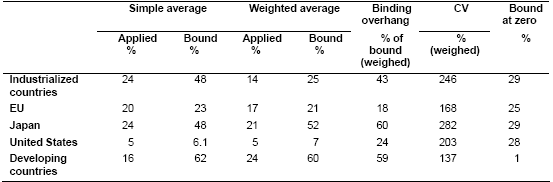 Simple average Weighted average Binding overhang CV Bound at zero
Applied % Bound % Applied % Bound % % of bound (weighed) % (weighed) %
Industrialized countries 24 48 14 25 43 246 29
EU 20 23 17 21 18 168 25
Japan 24 48 21 52 60 282 29
United States 5 6.1 5 7 24 203 28
Developing countries 16 62 24 60 59 137 1